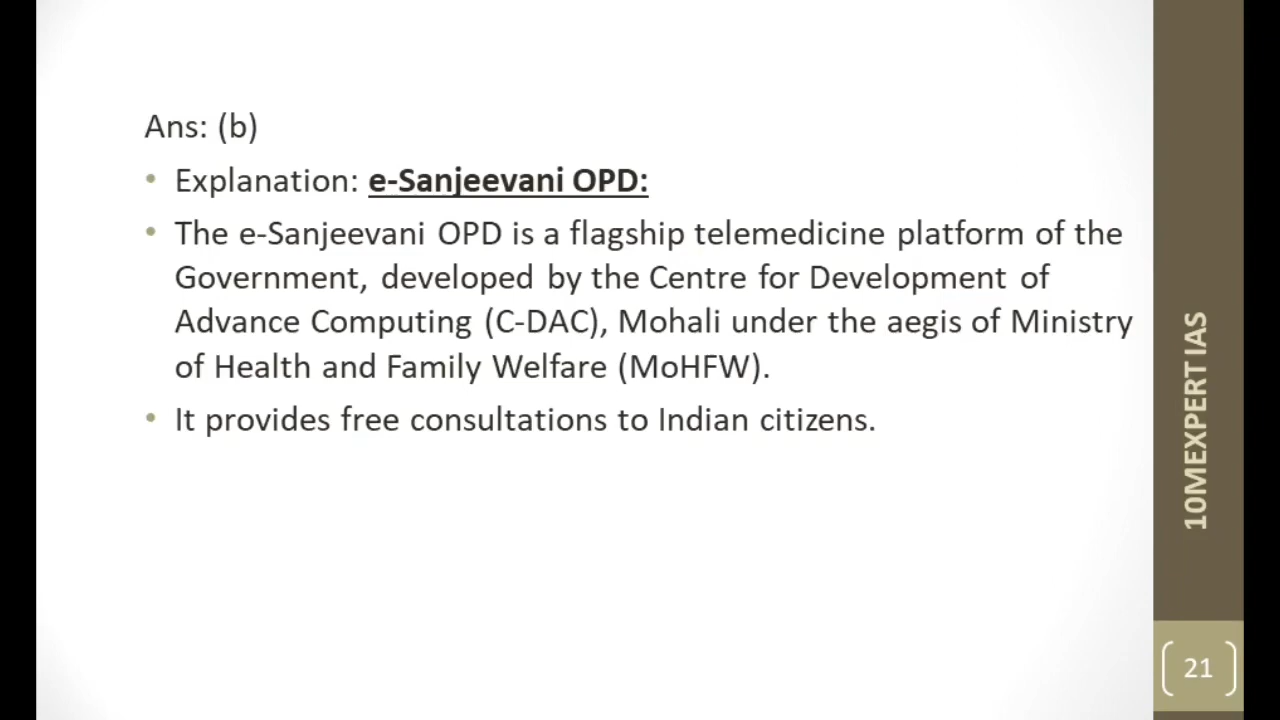 Ans: (b)
• Explanation: e-Sanjeevani OPD:
• The e-Sanjeevani OPD is a flagship telemedicine platform of the
Government, developed by the Centre for Development of
Advance Computing (C-DAC), Mohali under the aegis of Ministry
of Health and Family Welfare (MoHFW).
• It provides free consultations to Indian citizens.
10MEXPERT IAS
21